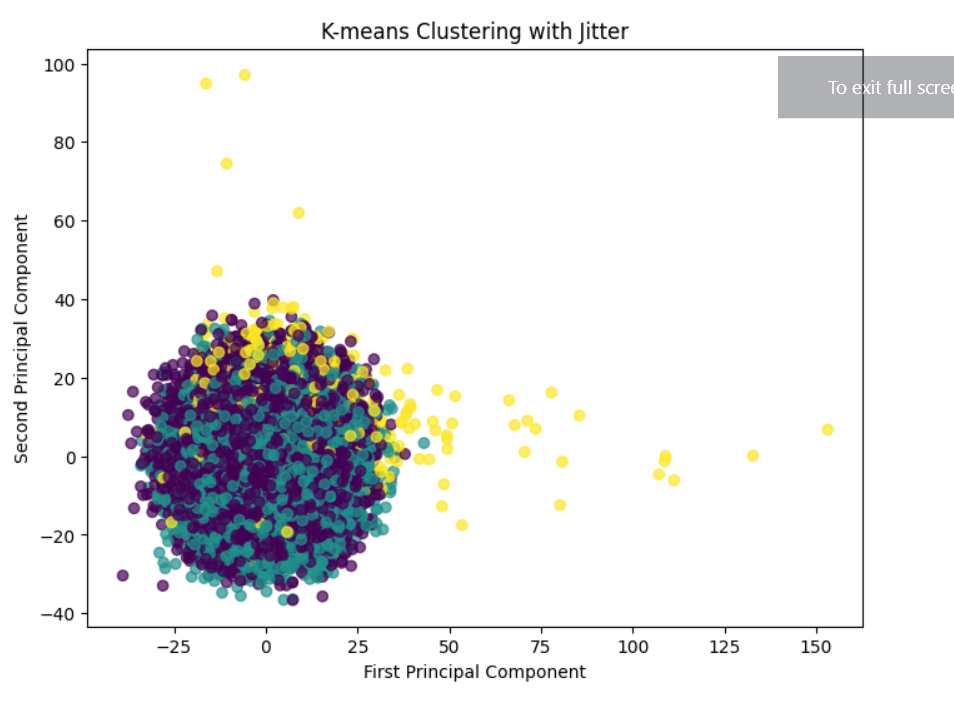 K-means Clustering with Jitter
To exit full scree
Second Principal Component
100
80
60
40
20
0
−20
−40
−25 0 25 50 75 100 125 150
First Principal Component